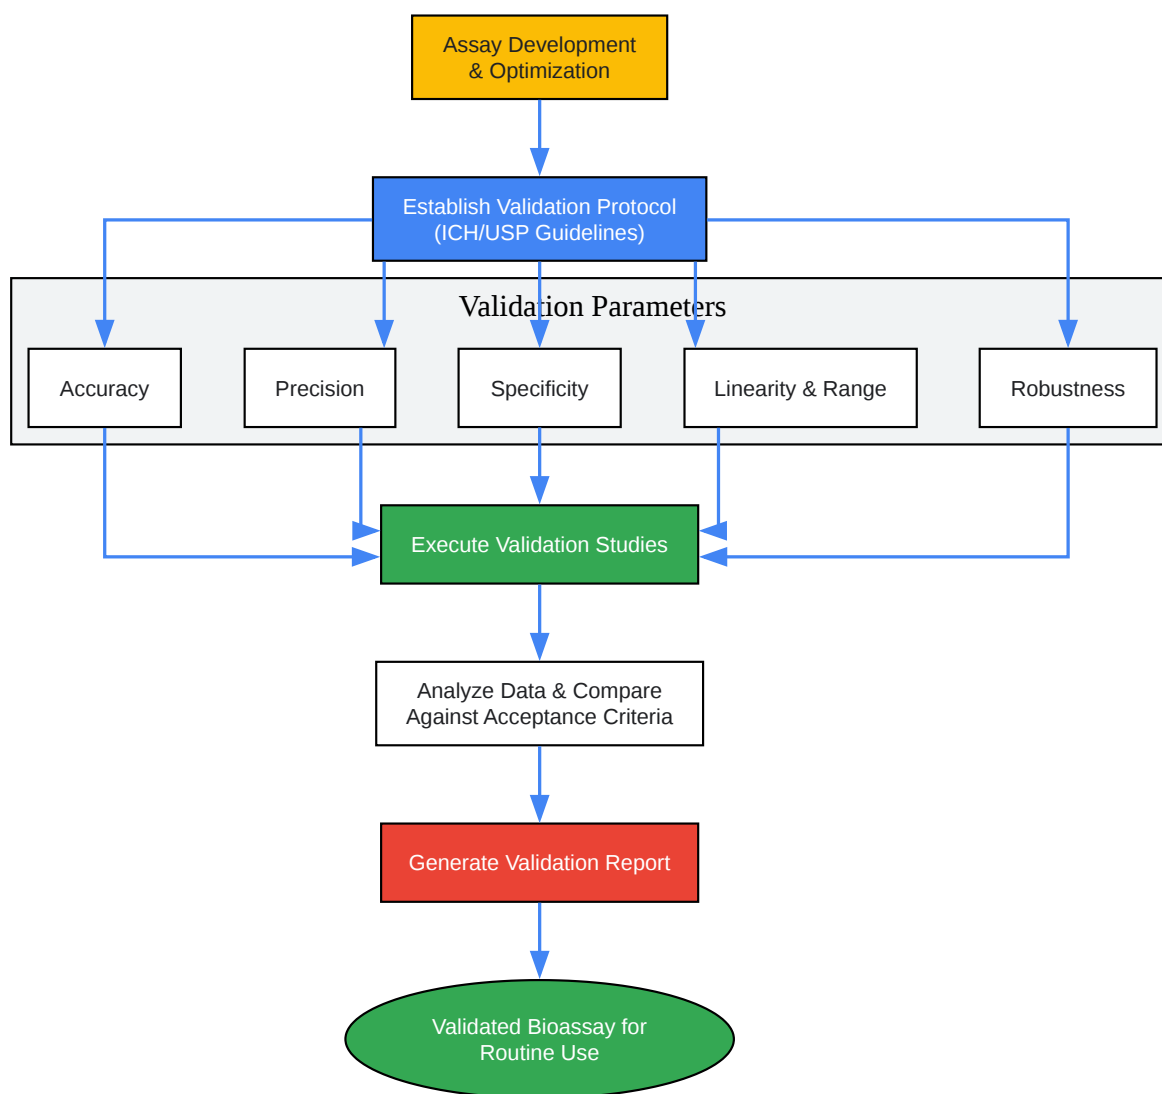 Assay Development
& Optimization
Establish Validation Protocol
(ICH/USP Guidelines)
Validation Parameters
Accuracy
Precision
Specificity
Linearity & Range
Robustness
Execute Validation Studies
Analyze Data & Compare
Against Acceptance Criteria
Generate Validation Report
Validated Bioassay for
Routine Use